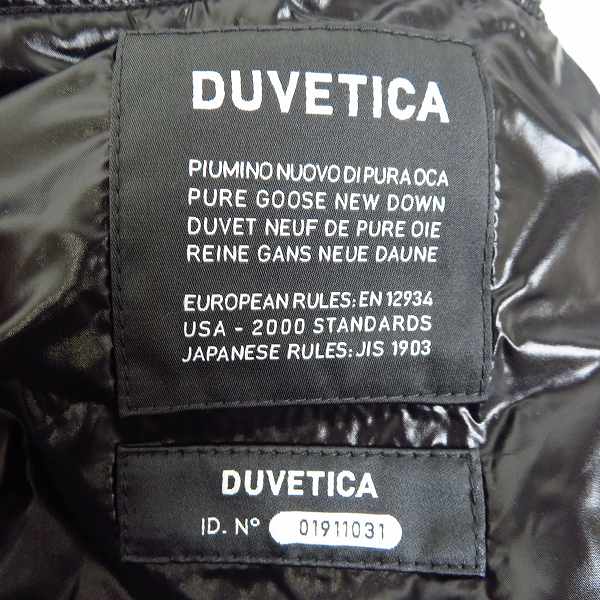 DUVETICA
PIUMINO NUOVO DI PURA OCA
PURE GOOSE NEW DOWN
DUVET NEUF DE PURE OIE
REINE GANS NEUE DAUNE
EUROPEAN RULES: EN 12934
USA - 2000 STANDARDS
JAPANESE RULES: JIS 1903
DUVETICA
ID. Nº 01911031